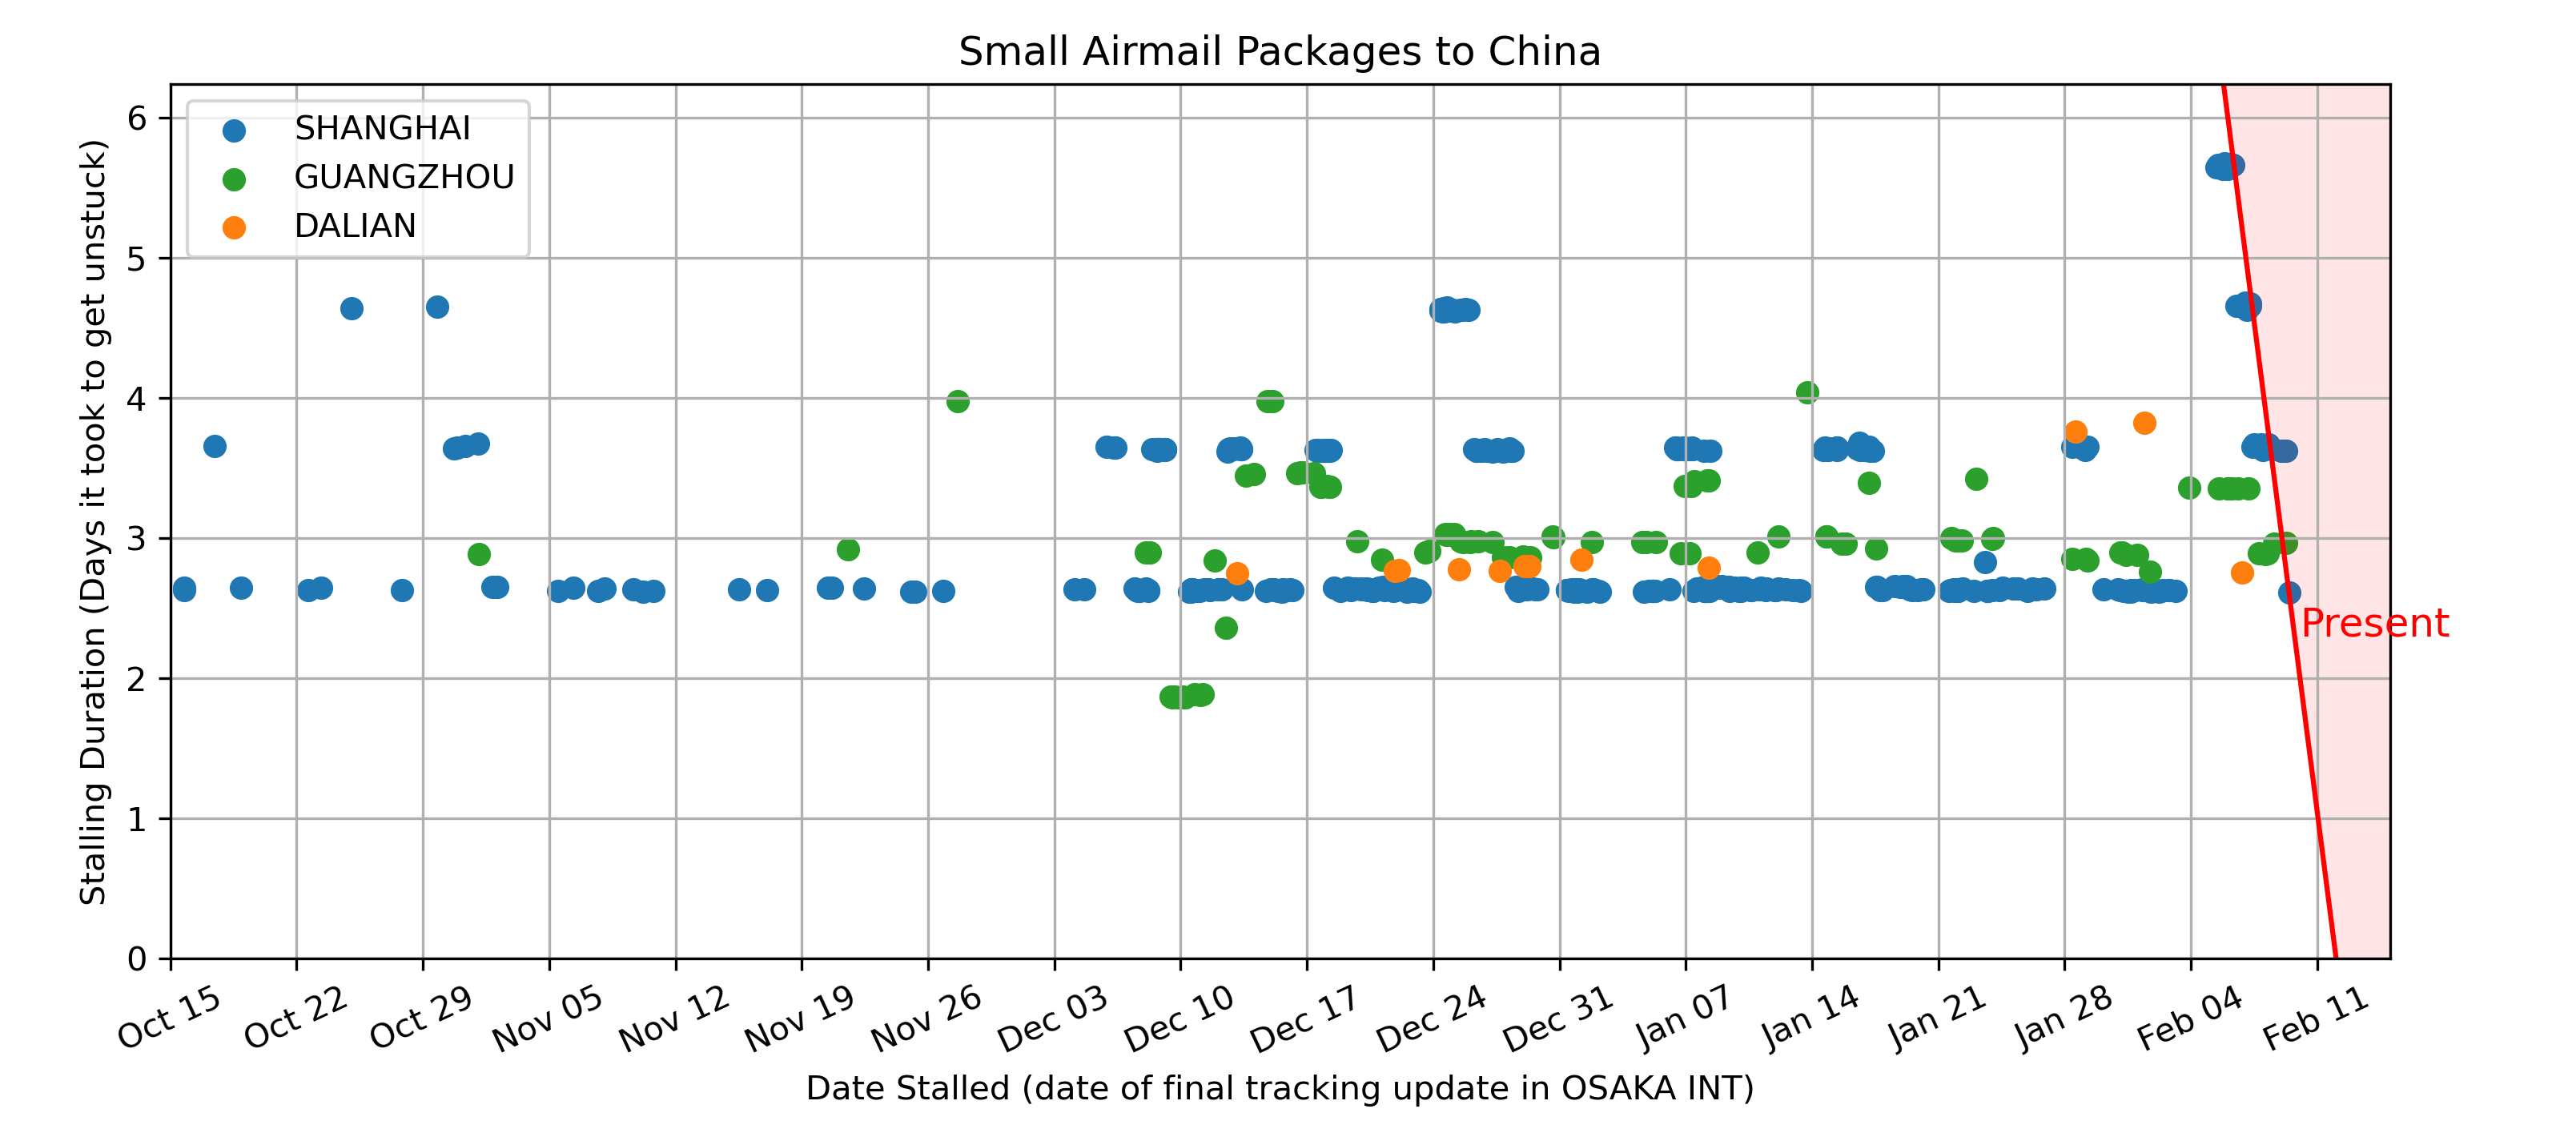 Small Airmail Packages to China
Stalling Duration (Days it took to get unstuck)
6
5
4
3
2
1
0
SHANGHAI
GUANGZHOU
DALIAN
Present
Oct 15
Oct 22
Oct 29
Nov 05
Nov 12
Nov 19
Nov 26
Dec 03
Dec 10
Dec 17
Dec 24
Dec 31
Jan 07
Jan 14
Jan 21
Jan 28
Feb 04
Feb 11
Date Stalled (date of final tracking update in OSAKA INT)